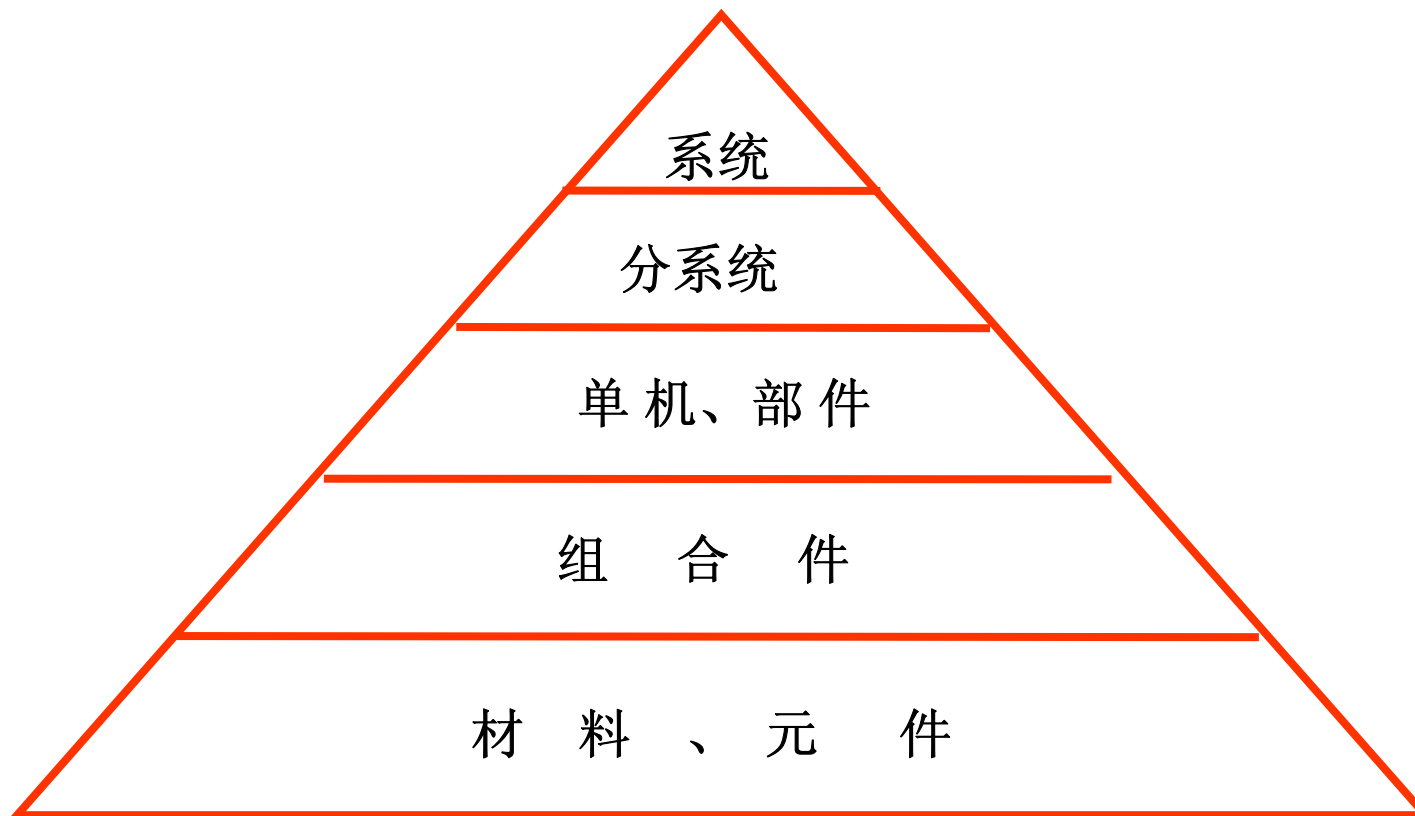 系统
分系统
单机、部件
组合件
材料、元件